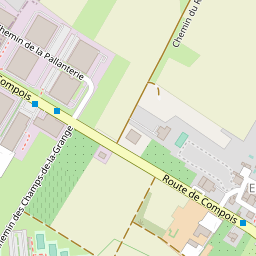 Chemin de la Pallanterie
Chemin du R
Compois
Chemin des Champs-de-la-Grange
Route de Compois
E